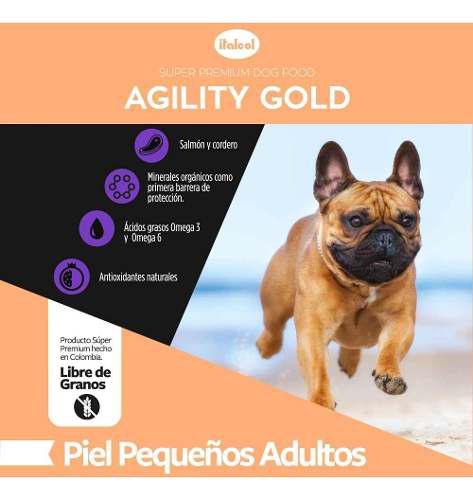 italcol
SUPER PREMIUM DOG FOOD
AGILITY GOLD
Salmón y cordero
Minerales orgánicos como
primera barrera de
protección.
Ácidos grasos Omega 3
y Omega 6
Antioxidantes naturales
Producto Súper
Premium hecho
en Colombia.
Libre de
Granos
Piel Pequeños Adultos